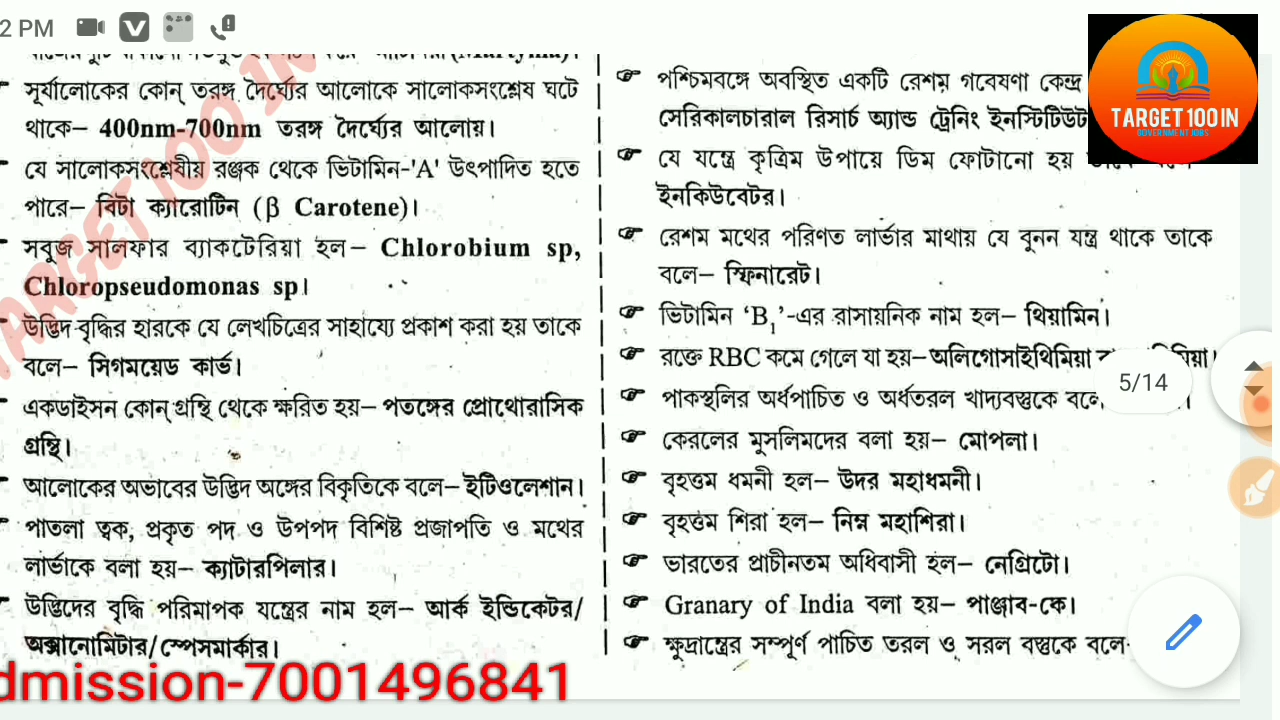 2 PM
সূর্যালোকের কোন্ তরঙ্গ দৈর্ঘ্যের আলোকে সালোকসংশ্লেষ ঘটে
থাকে– 400nm-700nm তরঙ্গ দৈর্ঘ্যের আলোয়।
যে সালোকসংশ্লেষীয় রঞ্জক থেকে ভিটামিন-'A' উৎপাদিত হতে
পারে– বিটা ক্যারোটিন (β Carotene)।
সবুজ সালফার ব্যাকটেরিয়া হল– Chlorobium sp,
Chloropseudomonas sp।
উদ্ভিদ বৃদ্ধির হারকে যে লেখচিত্রের সাহায্যে প্রকাশ করা হয় তাকে
বলে– সিগময়েড কার্ভ।
একডাইসন কোন্ গ্রন্থি থেকে ক্ষরিত হয়– পতঙ্গের প্রোথোরাসিক
গ্রন্থি।
আলোকের অভাবের উদ্ভিদ অঙ্গের বিকৃতিকে বলে– ইটিওলেশান।
পাতলা ত্বক, প্রকৃত পদ ও উপপদ বিশিষ্ট প্রজাপতি ও মথের
লার্ভাকে বলা হয়– ক্যাটারপিলার।
উদ্ভিদের বৃদ্ধি পরিমাপক যন্ত্রের নাম হল– আর্ক ইন্ডিকেটর/
অক্সানোমিটার/স্পেসমার্কার।
পশ্চিমবঙ্গে অবস্থিত একটি রেশম গবেষণা কেন্দ্র
সেরিকালচারাল রিসার্চ অ্যান্ড ট্রেনিং ইনস্টিটিউট
যে যন্ত্রে কৃত্রিম উপায়ে ডিম ফোটানো হয়
ইনকিউবেটর।
রেশম মথের পরিণত লার্ভার মাথায় যে বুনন যন্ত্র থাকে তাকে
বলে– স্ফিনারেট।
ভিটামিন ‘B1’-এর রাসায়নিক নাম হল– থিয়ামিন।
রক্তে RBC কমে গেলে যা হয়–অলিগোসাইথিমিয়া
পাকস্থলির অর্ধপাচিত ও অর্ধতরল খাদ্যবস্তুকে বলে
কেরলের মুসলিমদের বলা হয়– মোপলা।
বৃহত্তম ধমনী হল– উদর মহাধমনী।
বৃহত্তম শিরা হল– নিম্ন মহাশিরা।
ভারতের প্রাচীনতম অধিবাসী হল– নেগ্রিটো।
Granary of India বলা হয়– পাঞ্জাব-কে।
ক্ষুদ্রান্ত্রের সম্পূর্ণ পাচিত তরল ও সরল বস্তুকে বলে-
TARGET 100 IN
GOVERNMENT JOBS
5/14
TARGET 100 IN
dmission-7001496841